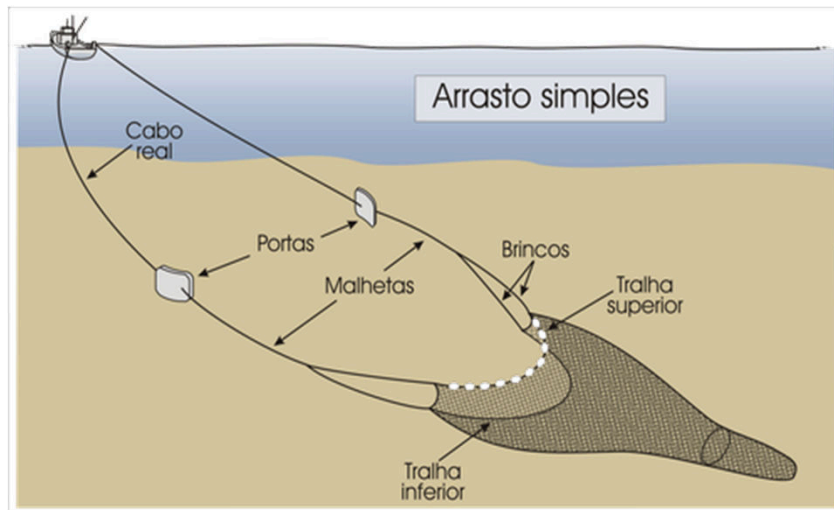 Arrasto simples
Cabo
real
Portas
Malhetas
Brincos
Tralha
superior
Tralha
inferior